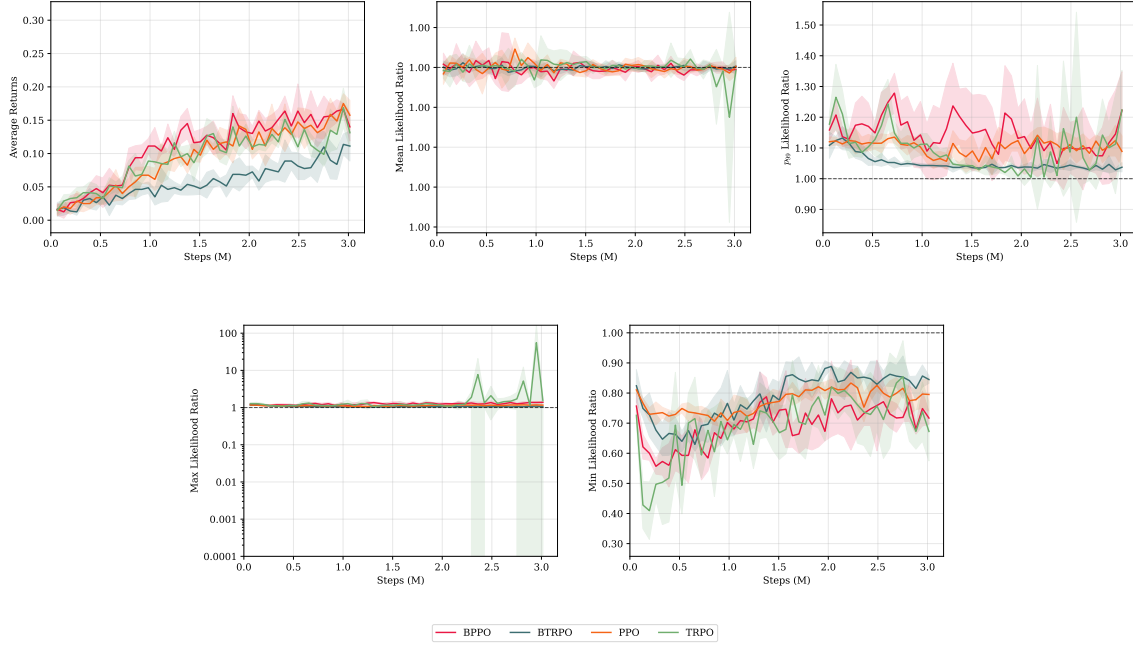 Average Returns
0.30
0.25
0.20
0.15
0.10
0.05
0.00
0.0 0.5 1.0 1.5 2.0 2.5 3.0
Steps (M)
Mean Likelihood Ratio
1.00
1.00
1.00
1.00
1.00
1.00
0.0 0.5 1.0 1.5 2.0 2.5 3.0
Steps (M)
Likelihood Ratio
1.50
1.40
1.30
1.20
1.10
1.00
0.90
0.0 0.5 1.0 1.5 2.0 2.5 3.0
Steps (M)
Max Likelihood Ratio
100
10
1
0.1
0.01
0.001
0.0001
0.0 0.5 1.0 1.5 2.0 2.5 3.0
Steps (M)
Min Likelihood Ratio
1.00
0.90
0.80
0.70
0.60
0.50
0.40
0.30
0.0 0.5 1.0 1.5 2.0 2.5 3.0
Steps (M)
BPPO BTRPO PPO TRPO